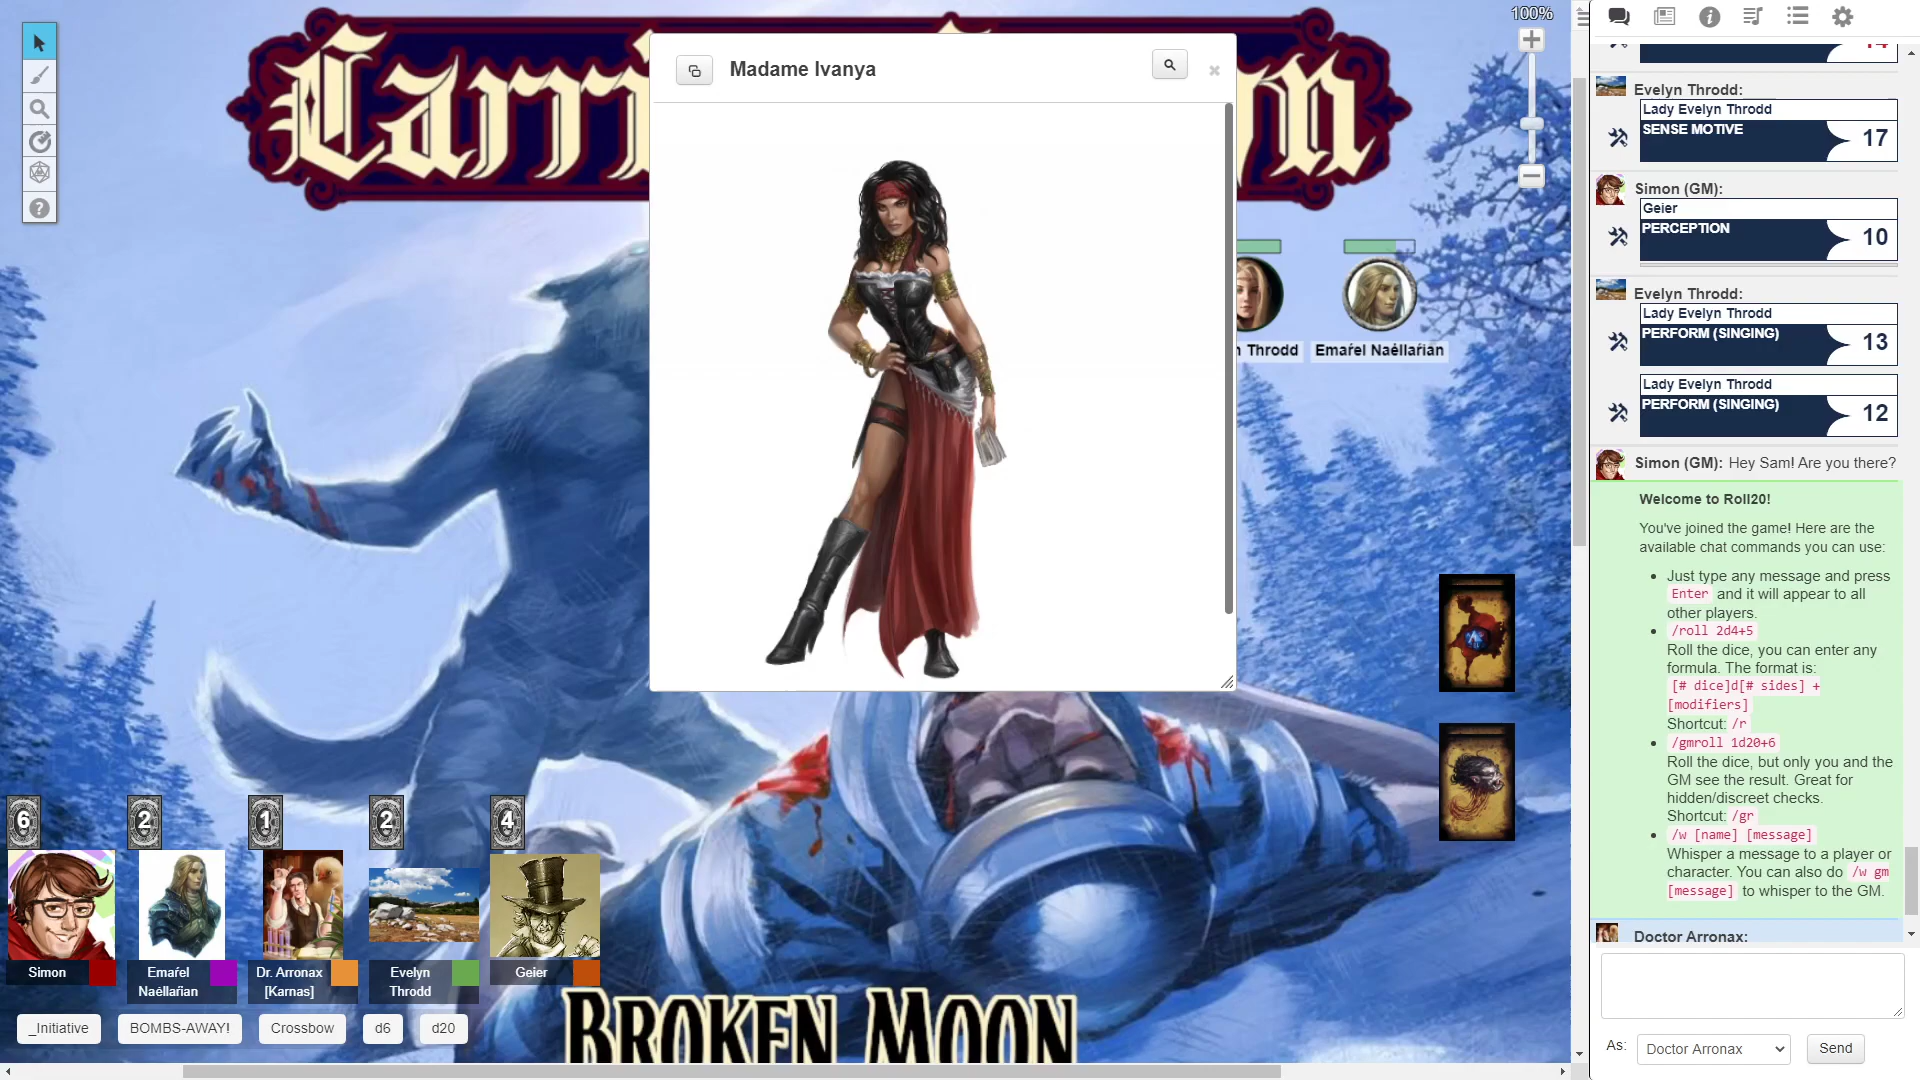 100%
Madame Ivanya
Carri
n
n Throdd
Emaŕel Naéllaŕian
14
Evelyn Throdd:
Lady Evelyn Throdd
SENSE MOTIVE
17
Simon (GM):
Geier
PERCEPTION
10
Evelyn Throdd:
Lady Evelyn Throdd
PERFORM (SINGING)
13
Lady Evelyn Throdd
PERFORM (SINGING)
12
Simon (GM): Hey Sam! Are you there?
Welcome to Roll20!
You've joined the game! Here are the
available chat commands you can use:
• Just type any message and press
Enter and it will appear to all
other players.
• /roll 2d4+5
Roll the dice, you can enter any
formula. The format is:
[# dice]d[# sides] +
[modifiers]
Shortcut: /r
• /gmroll 1d20+6
Roll the dice, but only you and the
GM see the result. Great for
hidden/discreet checks.
Shortcut: /gr
• /w [name] [message]
Whisper a message to a player or
character. You can also do /w gm
[message] to whisper to the GM.
Doctor Arronax:
As: Doctor Arronax
Send
6
2
1
2
4
Simon
Emaŕel
Naéllaŕian
Dr. Arronax
[Karnas]
Evelyn
Throdd
Geier
_Initiative
BOMBS-AWAY!
Crossbow
d6
d20
BROKEN MOON